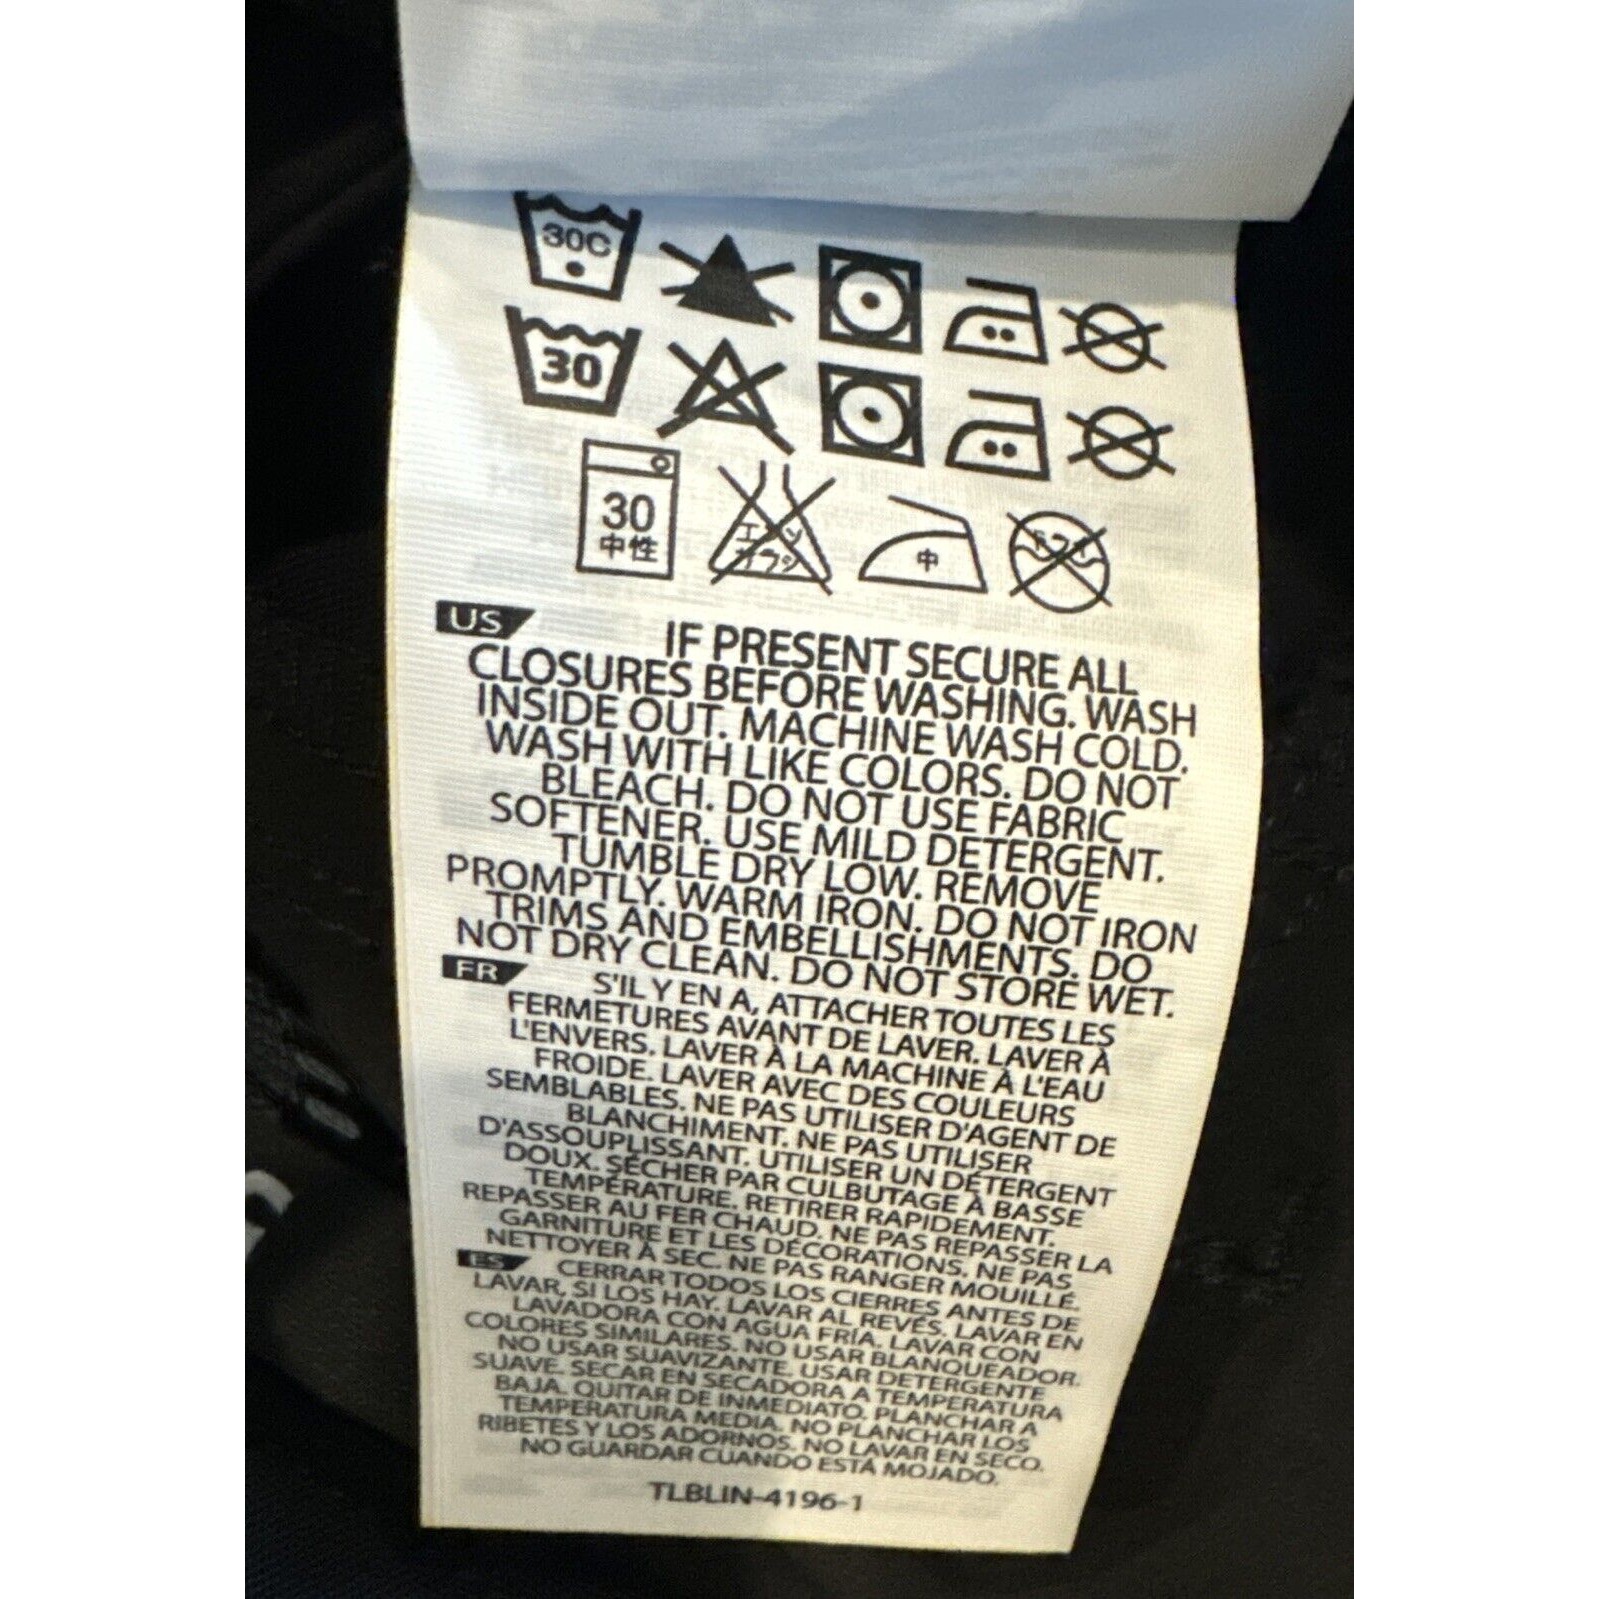 30C
30
30
中性
エンソ
サラシ
中
ドライ
US IF PRESENT SECURE ALL
CLOSURES BEFORE WASHING. WASH
INSIDE OUT. MACHINE WASH COLD.
WASH WITH LIKE COLORS. DO NOT
BLEACH. DO NOT USE FABRIC
SOFTENER. USE MILD DETERGENT.
TUMBLE DRY LOW. REMOVE
PROMPTLY. WARM IRON. DO NOT IRON
TRIMS AND EMBELLISHMENTS. DO
NOT DRY CLEAN. DO NOT STORE WET.
FR S'IL Y EN A, ATTACHER TOUTES LES
FERMETURES AVANT DE LAVER. LAVER À
L'ENVERS. LAVER À LA MACHINE À L'EAU
FROIDE. LAVER AVEC DES COULEURS
SEMBLABLES. NE PAS UTILISER D'AGENT DE
BLANCHIMENT. NE PAS UTILISER
D'ASSOUPLISSANT. UTILISER UN DÉTERGENT
DOUX. SÉCHER PAR CULBUTAGE À BASSE
TEMPÉRATURE. RETIRER RAPIDEMENT.
REPASSER AU FER CHAUD. NE PAS REPASSER LA
GARNITURE ET LES DÉCORATIONS. NE PAS
NETTOYER À SEC. NE PAS RANGER MOUILLÉ.
ES CERRAR TODOS LOS CIERRES ANTES DE
LAVAR, SI LOS HAY. LAVAR AL REVÉS. LAVAR EN
LAVADORA CON AGUA FRÍA. LAVAR CON
COLORES SIMILARES. NO USAR BLANQUEADOR.
NO USAR SUAVIZANTE. USAR DETERGENTE
SUAVE. SECAR EN SECADORA A TEMPERATURA
BAJA. QUITAR DE INMEDIATO. PLANCHAR A
TEMPERATURA MEDIA. NO PLANCHAR LOS
RIBETES Y LOS ADORNOS. NO LAVAR EN SECO.
NO GUARDAR CUANDO ESTÁ MOJADO.
TLBLIN-4196-1